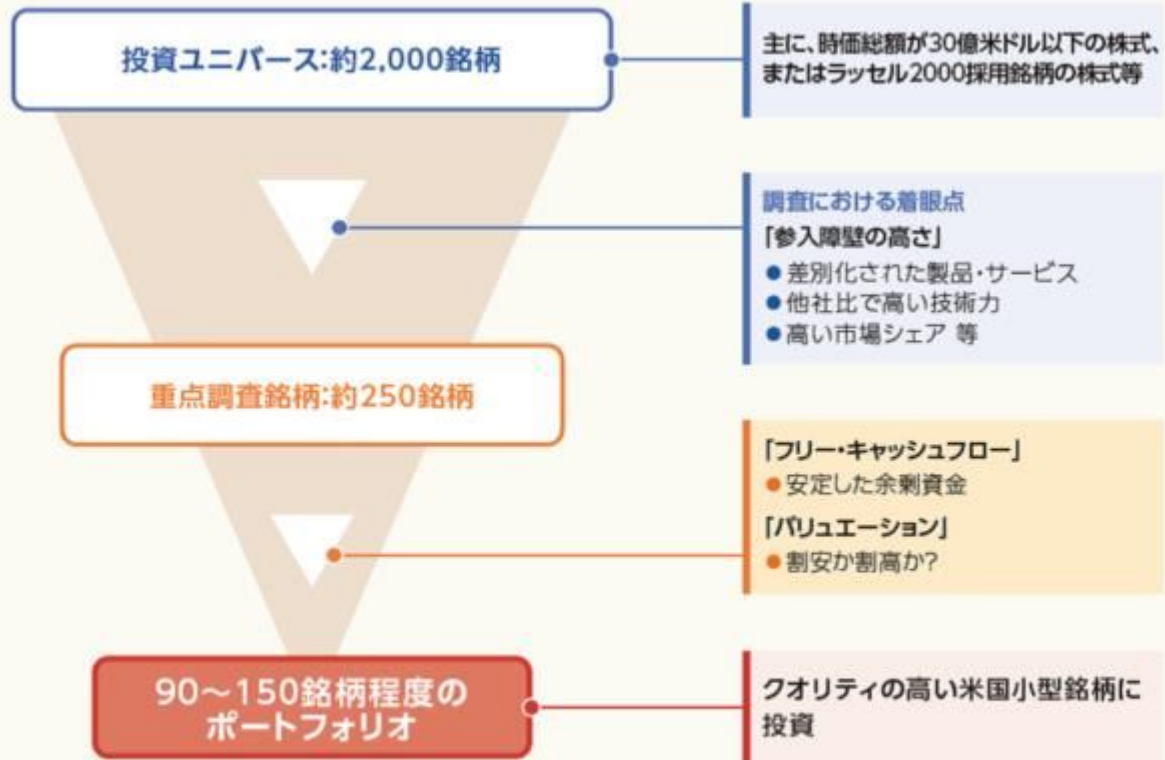 投資ユニバース:約2,000銘柄
主に、時価総額が30億米ドル以下の株式、
またはラッセル2000採用銘柄の株式等
調査における着眼点
「参入障壁の高さ」
●差別化された製品・サービス
●他社比で高い技術力
●高い市場シェア 等
重点調査銘柄:約250銘柄
「フリー・キャッシュフロー」
●安定した余剰資金
「バリュエーション」
●割安か割高か?
90～150銘柄程度の
ポートフォリオ
クオリティの高い米国小型銘柄に
投資